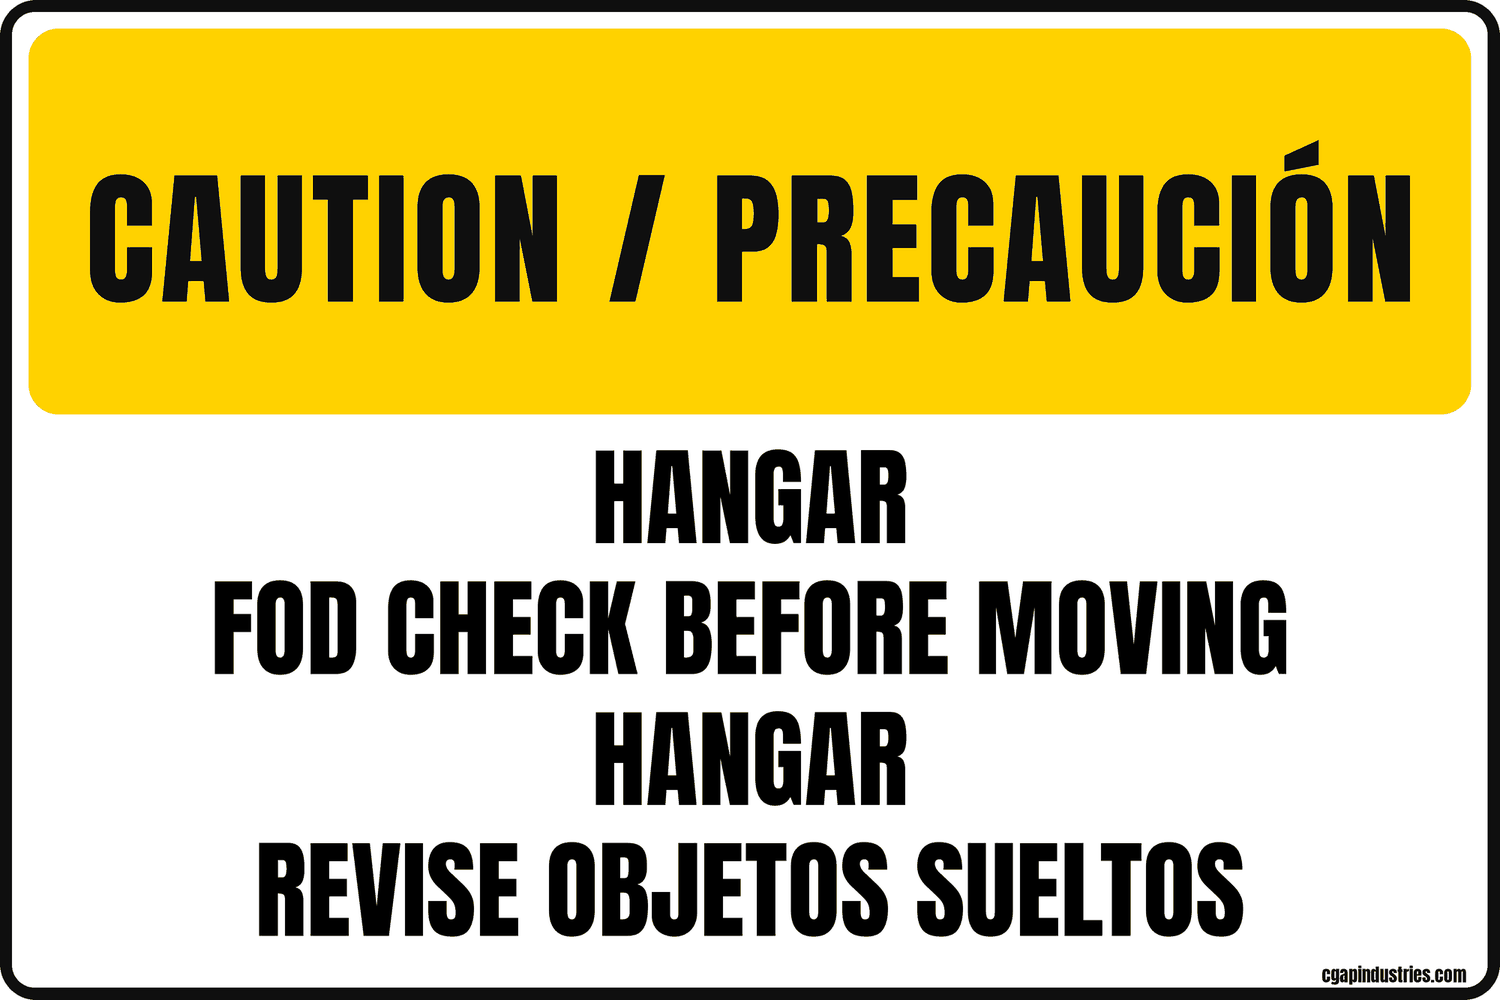 CAUTION / PRECAUCIÓN
HANGAR
FOD CHECK BEFORE MOVING
HANGAR
REVISE OBJETOS SUELTOS
cgapindustries.com